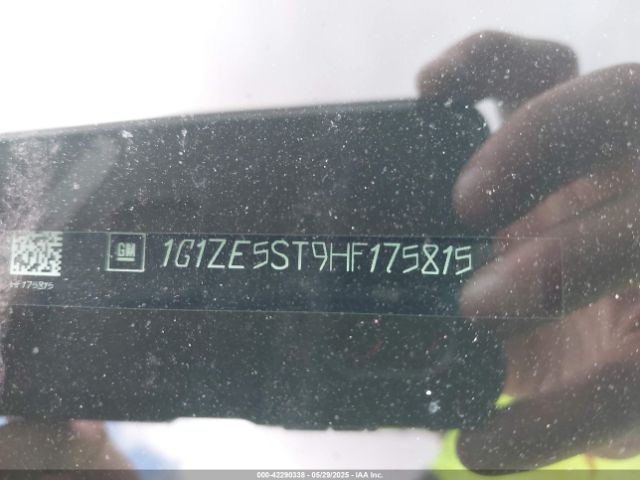 GM 1G1ZE5ST9HF175815
HF175815
000-42290338 - 05/29/2025 - IAA Inc.